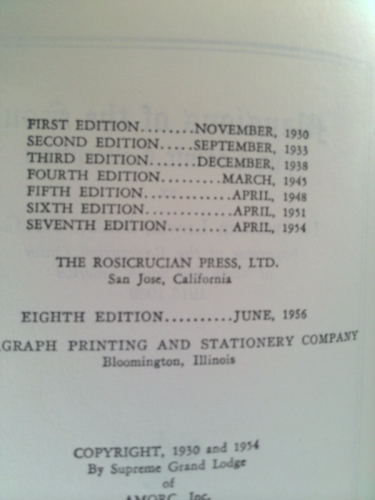 FIRST EDITION........NOVEMBER, 1930
SECOND EDITION.....SEPTEMBER, 1933
THIRD EDITION........DECEMBER, 1938
FOURTH EDITION..........MARCH, 1945
FIFTH EDITION..............APRIL, 1948
SIXTH EDITION..............APRIL, 1951
SEVENTH EDITION..........APRIL, 1954
THE ROSICRUCIAN PRESS, LTD.
San Jose, California
EIGHTH EDITION..........JUNE, 1956
GRAPH PRINTING AND STATIONERY COMPANY
Bloomington, Illinois
COPYRIGHT, 1930 and 1954
By Supreme Grand Lodge
of
AMORC, Inc.